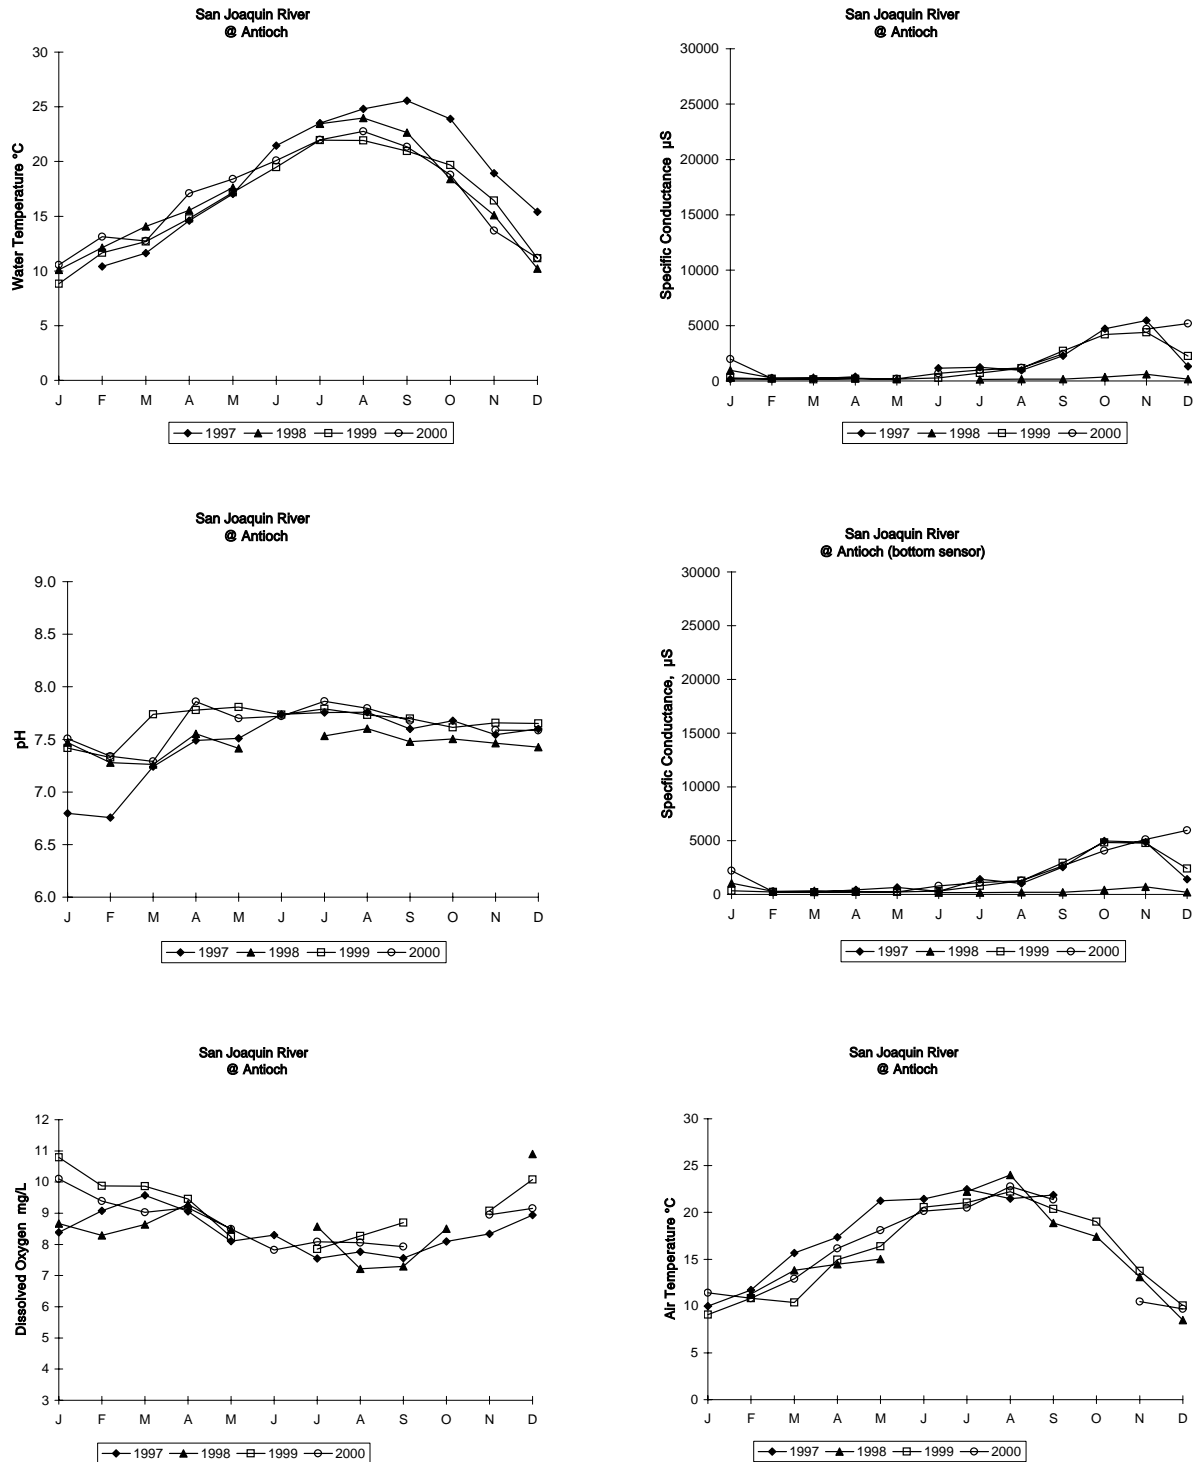 San Joaquin River
@ Antioch
Water Temperature °C
30
25
20
15
10
5
0
J F M A M J J A S O N D
1997 1998 1999 2000
San Joaquin River
@ Antioch
Specific Conductance µS
30000
25000
20000
15000
10000
5000
0
J F M A M J J A S O N D
1997 1998 1999 2000
San Joaquin River
@ Antioch
pH
9.0
8.5
8.0
7.5
7.0
6.5
6.0
J F M A M J J A S O N D
1997 1998 1999 2000
San Joaquin River
@ Antioch (bottom sensor)
Specfic Conductance, µS
30000
25000
20000
15000
10000
5000
0
J F M A M J J A S O N D
1997 1998 1999 2000
San Joaquin River
@ Antioch
Dissolved Oxygen mg/L
12
11
10
9
8
7
6
5
4
3
J F M A M J J A S O N D
1997 1998 1999 2000
San Joaquin River
@ Antioch
Air Temperature °C
30
25
20
15
10
5
0
J F M A M J J A S O N D
1997 1998 1999 2000